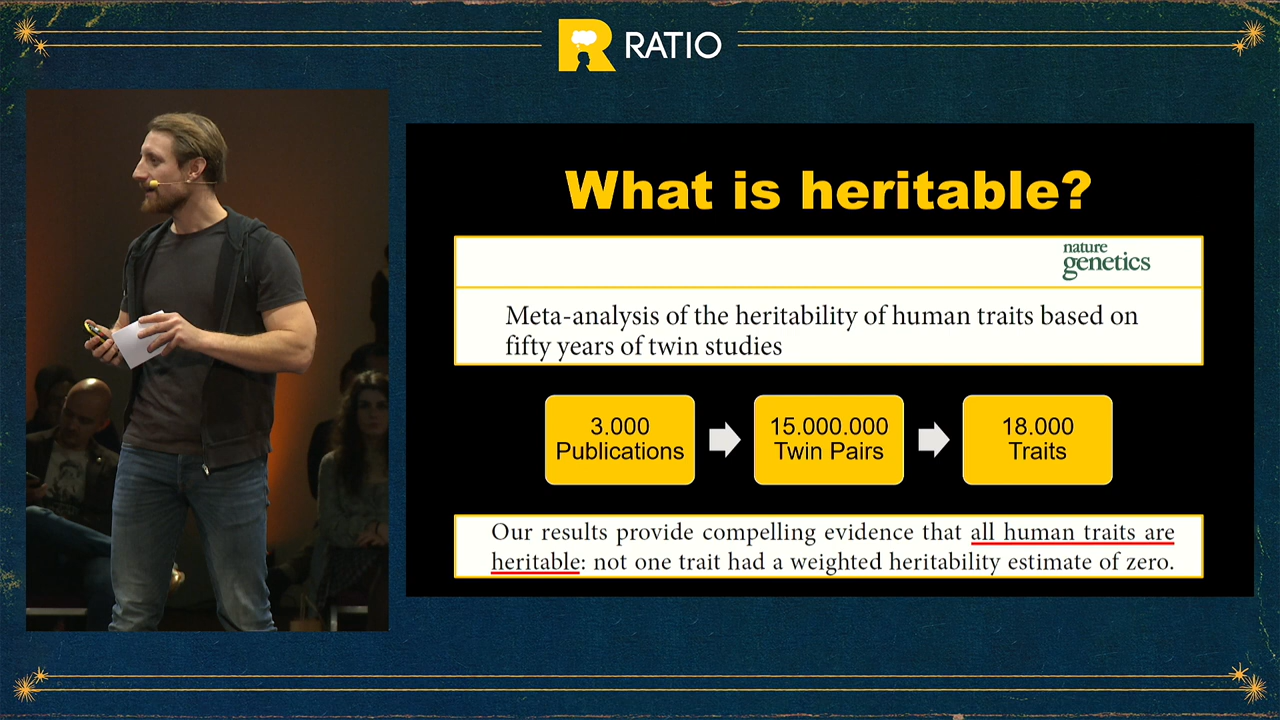 RATIO
What is heritable?
nature
genetics
Meta-analysis of the heritability of human traits based on
fifty years of twin studies
3.000
Publications
15.000.000
Twin Pairs
18.000
Traits
Our results provide compelling evidence that all human traits are
heritable: not one trait had a weighted heritability estimate of zero.